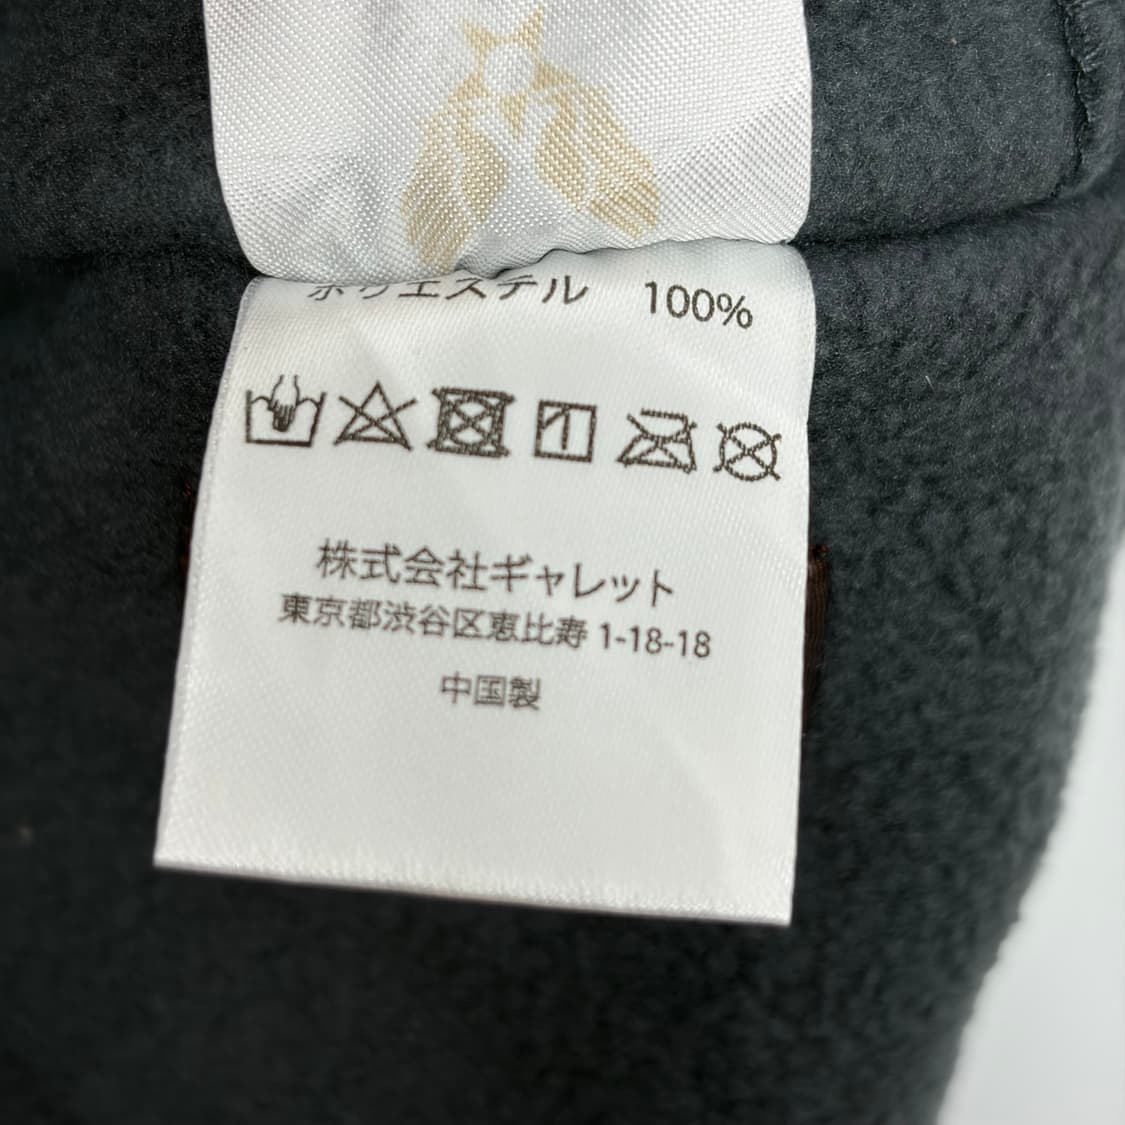 ポリエステル 100%
株式会社ギャレット
東京都渋谷区恵比寿 1-18-18
中国製